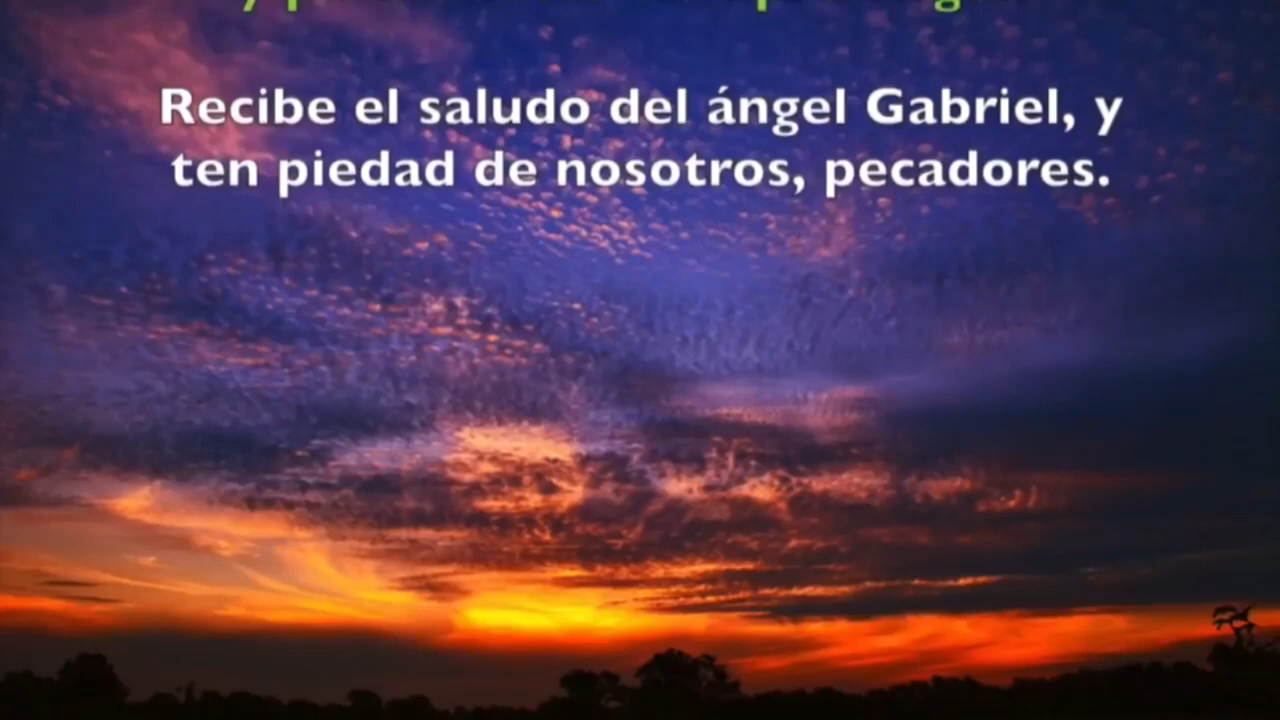 Recibe el saludo del ángel Gabriel, y
ten piedad de nosotros, pecadores.